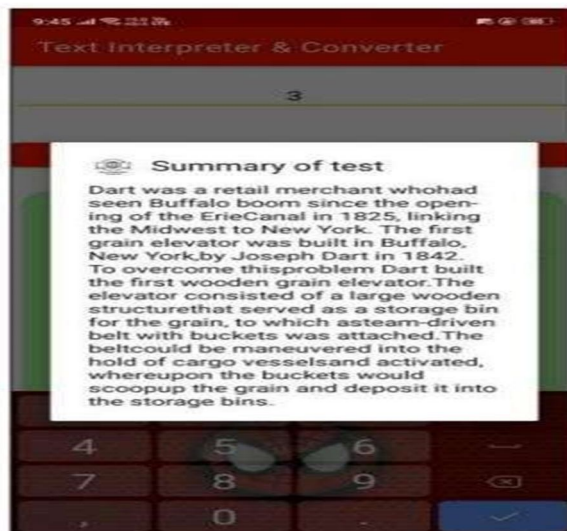 9:45
Text Interpreter & Converter
3
Summary of test
Dart was a retail merchant whohad
seen Buffalo boom since the open-
ing of the ErieCanal in 1825, linking
the Midwest to New York. The first
grain elevator was built in Buffalo,
New York,by Joseph Dart in 1842.
To overcome thisproblem Dart built
the first wooden grain elevator.The
elevator consisted of a large wooden
structurethat served as a storage bin
for the grain, to which asteam-driven
belt with buckets was attached.The
beltcould be maneuvered into the
hold of cargo vesselsand activated,
whereupon the buckets would
scoopup the grain and deposit it into
the storage bins.
4 5 6
7 8 9
, 0 .